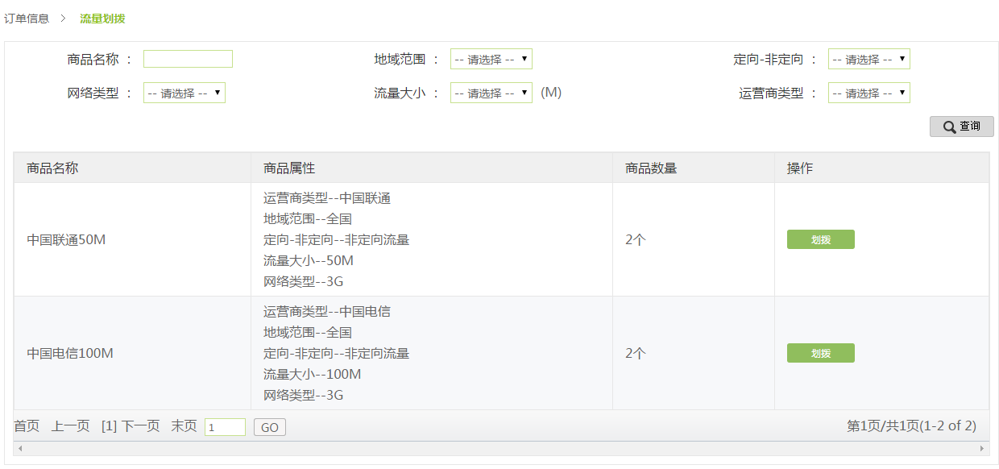 订单信息 > 流量划拨
商品名称 : 地域范围 : -- 请选择 -- 定向-非定向 : -- 请选择 --
网络类型 : -- 请选择 -- 流量大小 : -- 请选择 -- (M) 运营商类型 : -- 请选择 --
查询
商品名称 商品属性 商品数量 操作
运营商类型--中国联通
地域范围--全国
中国联通50M 定向-非定向--非定向流量 2个 划拨
流量大小--50M
网络类型--3G
运营商类型--中国电信
地域范围--全国
中国电信100M 定向-非定向--非定向流量 2个 划拨
流量大小--100M
网络类型--3G
首页 上一页 [1] 下一页 末页 1 GO 第1页/共1页(1-2 of 2)